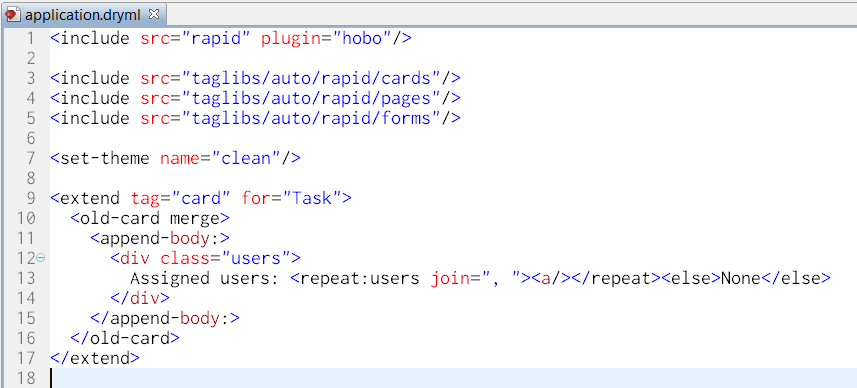 application.dryml
1 <include src="rapid" plugin="hobo"/>
2
3 <include src="taglibs/auto/rapid/cards"/>
4 <include src="taglibs/auto/rapid/pages"/>
5 <include src="taglibs/auto/rapid/forms"/>
6
7 <set-theme name="clean"/>
8
9 <extend tag="card" for="Task">
10   <old-card merge>
11     <append-body:>
12       <div class="users">
13         Assigned users: <repeat:users join=", "><a/></repeat><else>None</else>
14       </div>
15     </append-body:>
16   </old-card>
17 </extend>
18